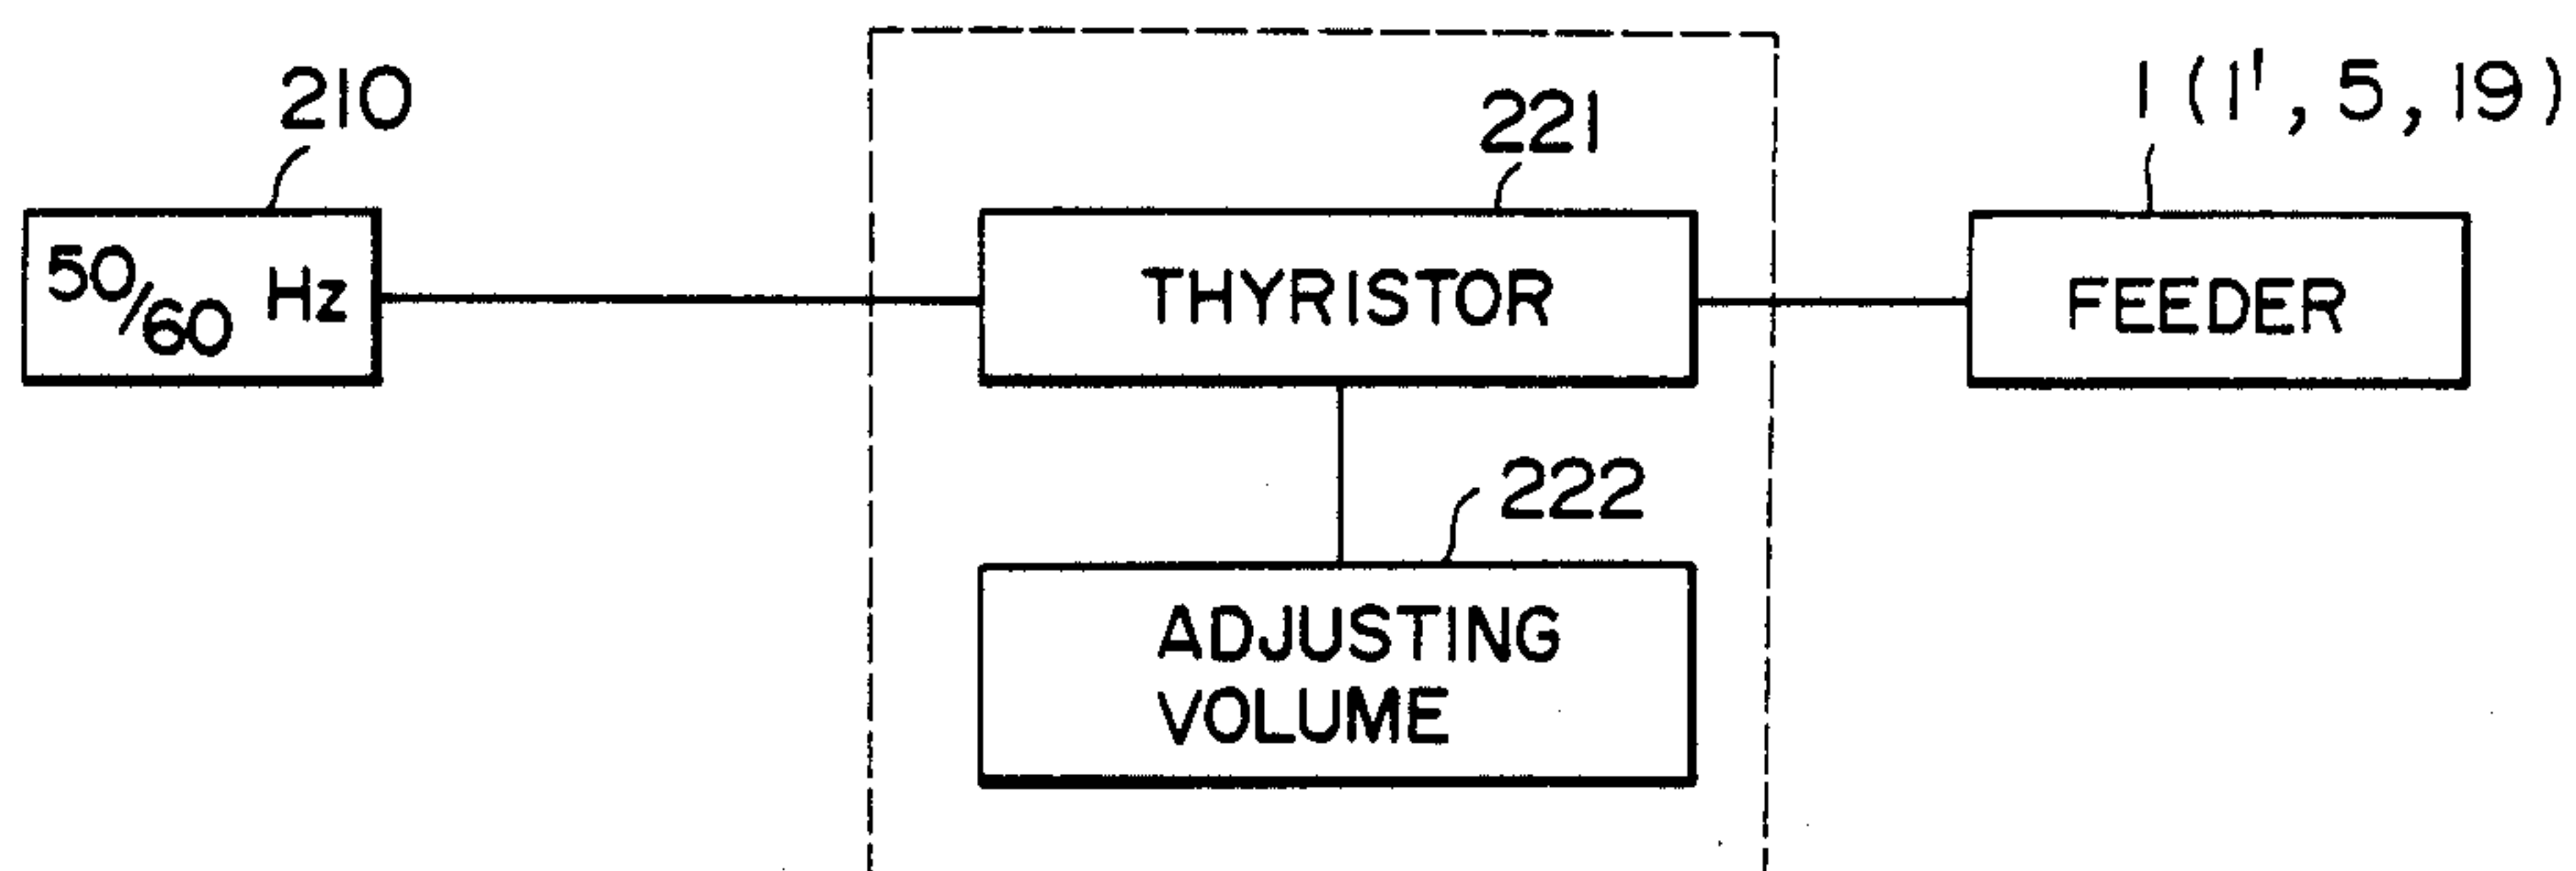 210
221
1 (1', 5, 19)
50/60 Hz
THYRISTOR
FEEDER
222
ADJUSTING
VOLUME